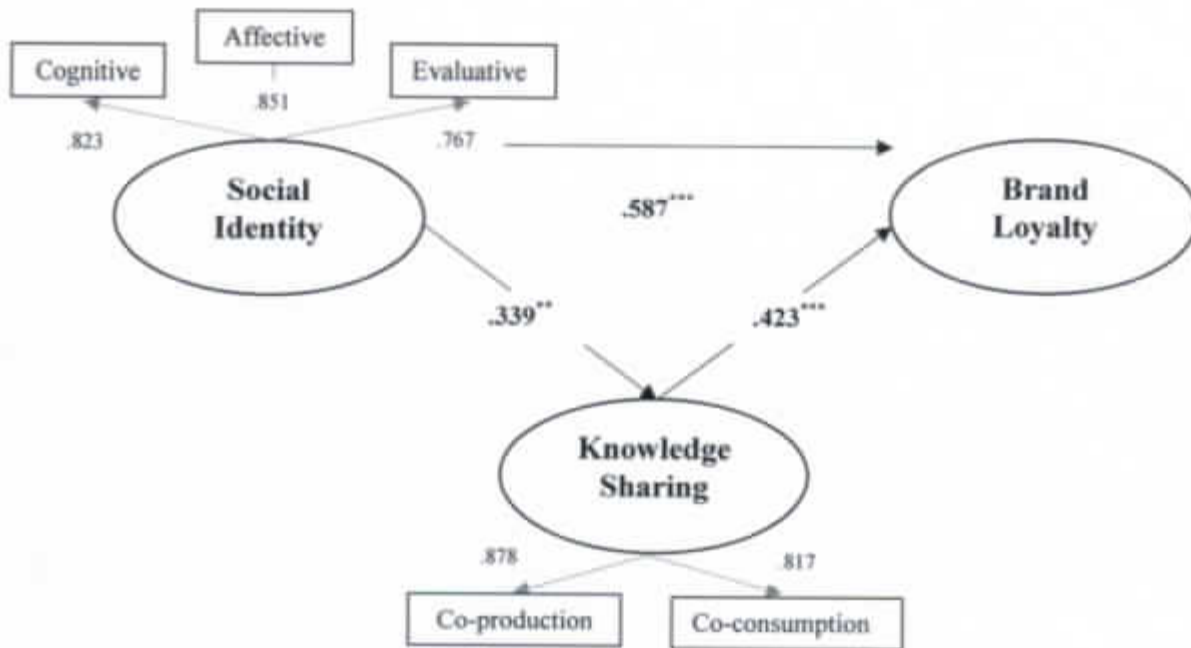 Affective
Cognitive
Evaluative
.851
.823
.767
Social
Identity
Brand
Loyalty
.587***
.339**
.423***
Knowledge
Sharing
.878
.817
Co-production
Co-consumption